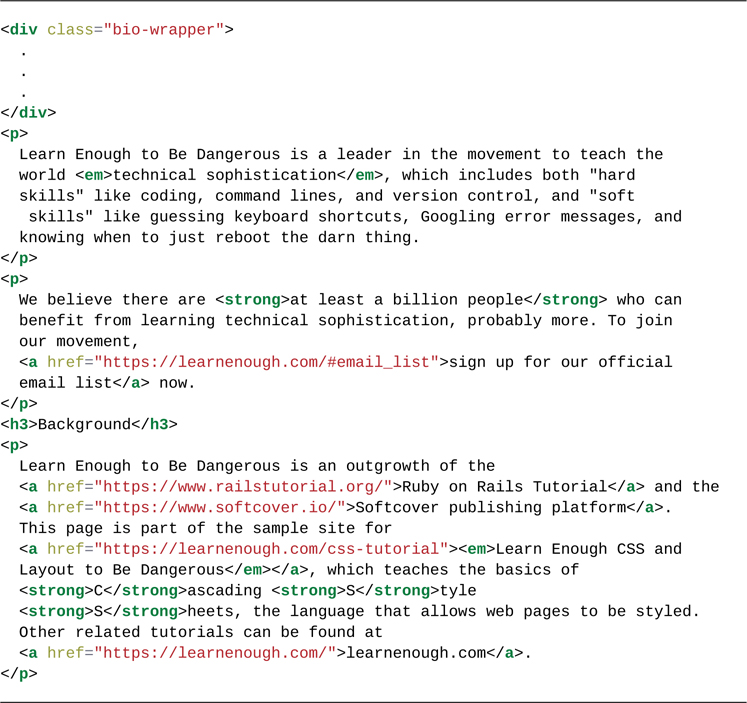 <div class="bio-wrapper">
  .
  .
  .
</div>
<p>
  Learn Enough to Be Dangerous is a leader in the movement to teach the
  world <em>technical sophistication</em>, which includes both "hard
  skills" like coding, command lines, and version control, and "soft
   skills" like guessing keyboard shortcuts, Googling error messages, and
  knowing when to just reboot the darn thing.
</p>
<p>
  We believe there are <strong>at least a billion people</strong> who can
  benefit from learning technical sophistication, probably more. To join
  our movement,
  <a href="https://learnenough.com/#email_list">sign up for our official
  email list</a> now.
</p>
<h3>Background</h3>
<p>
  Learn Enough to Be Dangerous is an outgrowth of the
  <a href="https://www.railstutorial.org/">Ruby on Rails Tutorial</a> and the
  <a href="https://www.softcover.io/">Softcover publishing platform</a>.
  This page is part of the sample site for
  <a href="https://learnenough.com/css-tutorial"><em>Learn Enough CSS and
  Layout to Be Dangerous</em></a>, which teaches the basics of
  <strong>C</strong>ascading <strong>S</strong>tyle
  <strong>S</strong>heets, the language that allows web pages to be styled.
  Other related tutorials can be found at
  <a href="https://learnenough.com/">learnenough.com</a>.
</p>